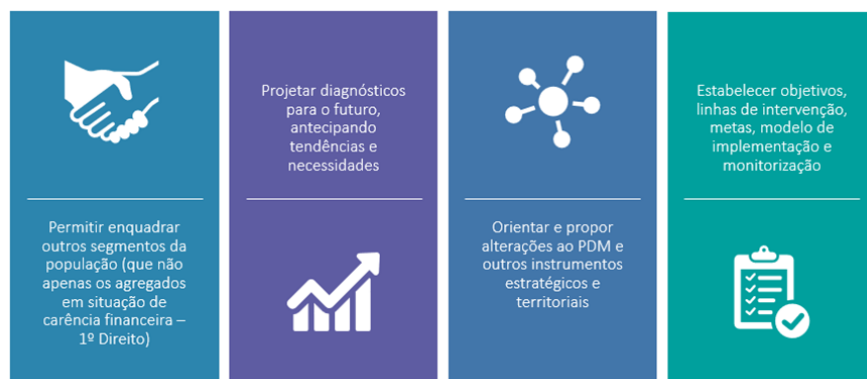 Permitir enquadrar
outros segmentos da
população (que não
apenas os agregados
em situação de
carência financeira –
1º Direito)
Projetar diagnósticos
para o futuro,
antecipando
tendências e
necessidades
Orientar e propor
alterações ao PDM e
outros instrumentos
estratégicos e
territoriais
Estabelecer objetivos,
linhas de intervenção,
metas, modelo de
implementação e
monitorização